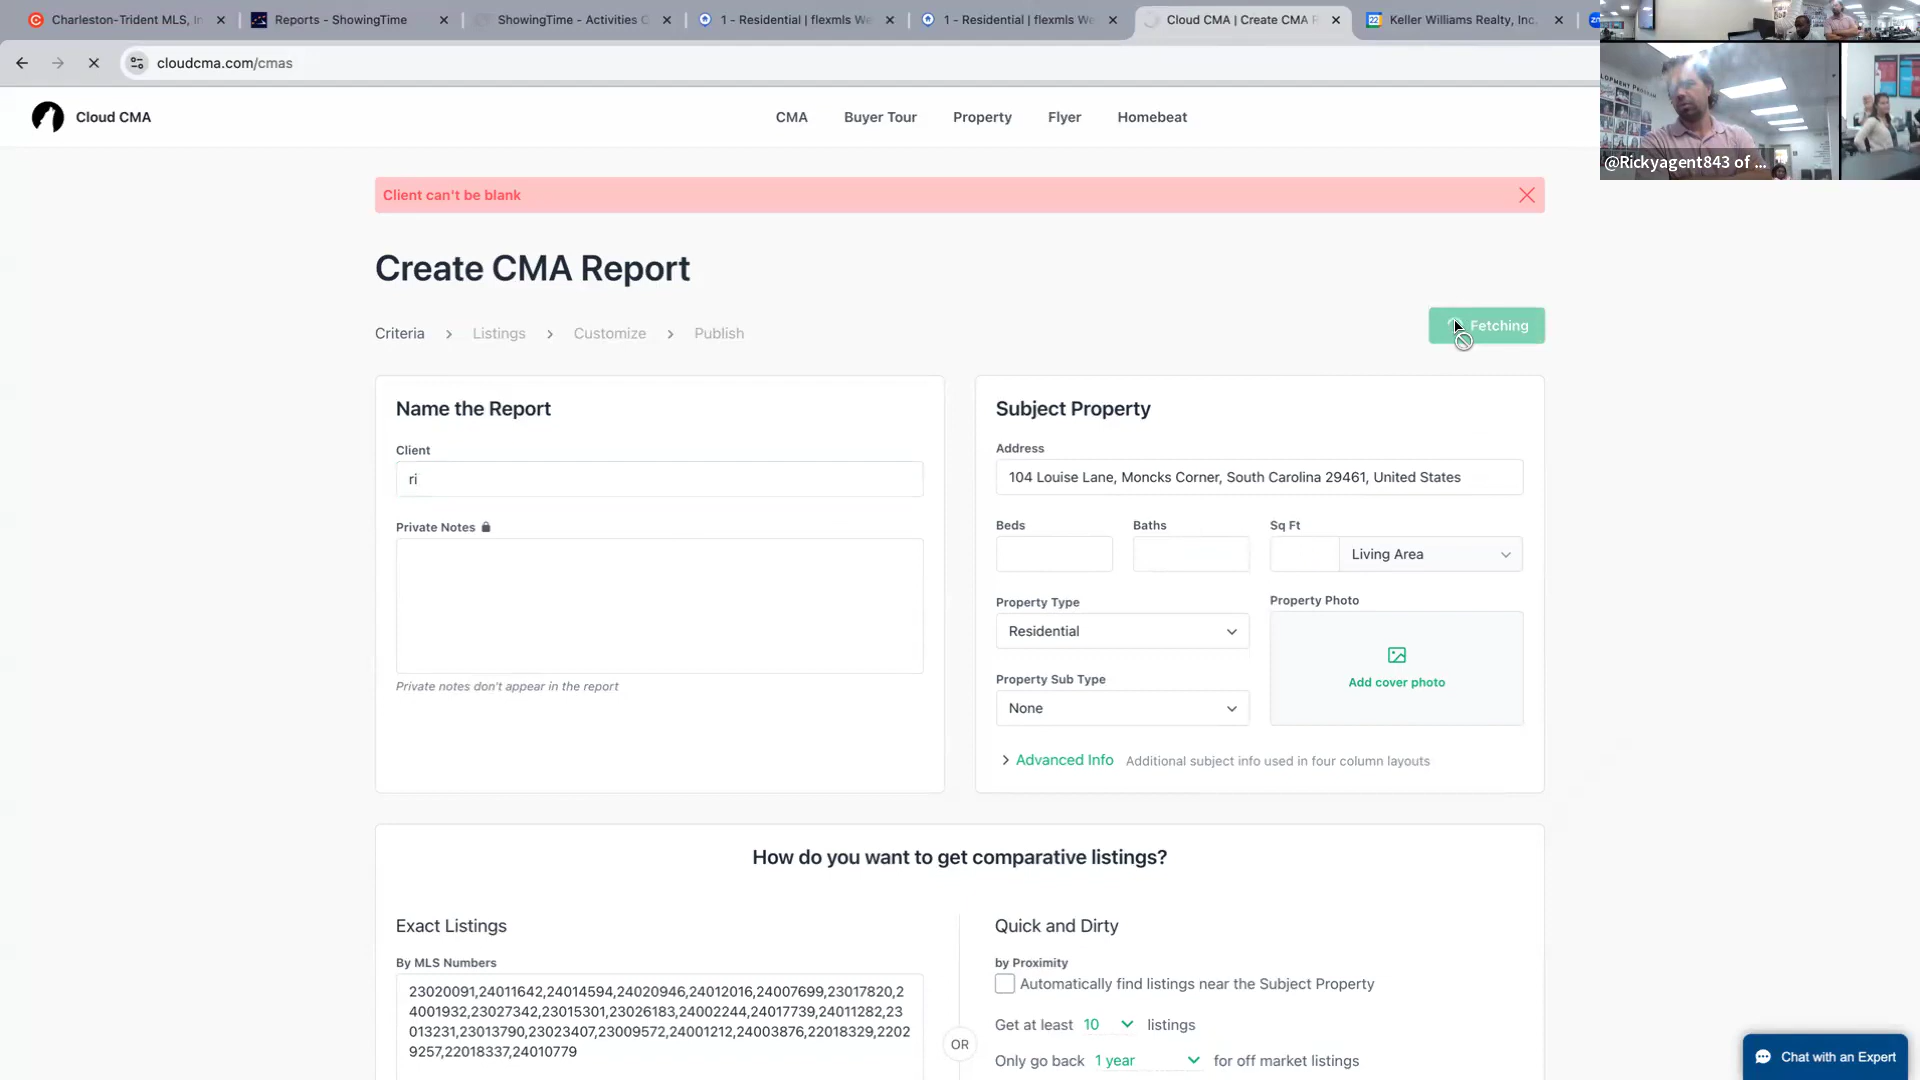 Charleston-Trident MLS, In
Reports - ShowingTime
ShowingTime - Activities C
1 - Residential | flexmls We
1 - Residential | flexmls We
Cloud CMA | Create CMA R
22
Keller Williams Realty, Inc.
zm
cloudcma.com/cmas
Cloud CMA
CMA
Buyer Tour
Property
Flyer
Homebeat
@Rickyagent843 of ...
Client can't be blank
Create CMA Report
Criteria > Listings > Customize > Publish
Fetching
Name the Report
Client
ri
Private Notes
Private notes don't appear in the report
Subject Property
Address
104 Louise Lane, Moncks Corner, South Carolina 29461, United States
Beds
Baths
Sq Ft
Living Area
Property Type
Residential
Property Photo
Add cover photo
Property Sub Type
None
Advanced Info Additional subject info used in four column layouts
How do you want to get comparative listings?
Exact Listings
By MLS Numbers
23020091,24011642,24014594,24020946,24012016,24007699,23017820,2
4001932,23027342,23015301,23026183,24002244,24017739,24011282,23
013231,23013790,23023407,23009572,24001212,24003876,22018329,2202
9257,22018337,24010779
OR
Quick and Dirty
by Proximity
Automatically find listings near the Subject Property
Get at least 10 listings
Only go back 1 year for off market listings
Chat with an Expert